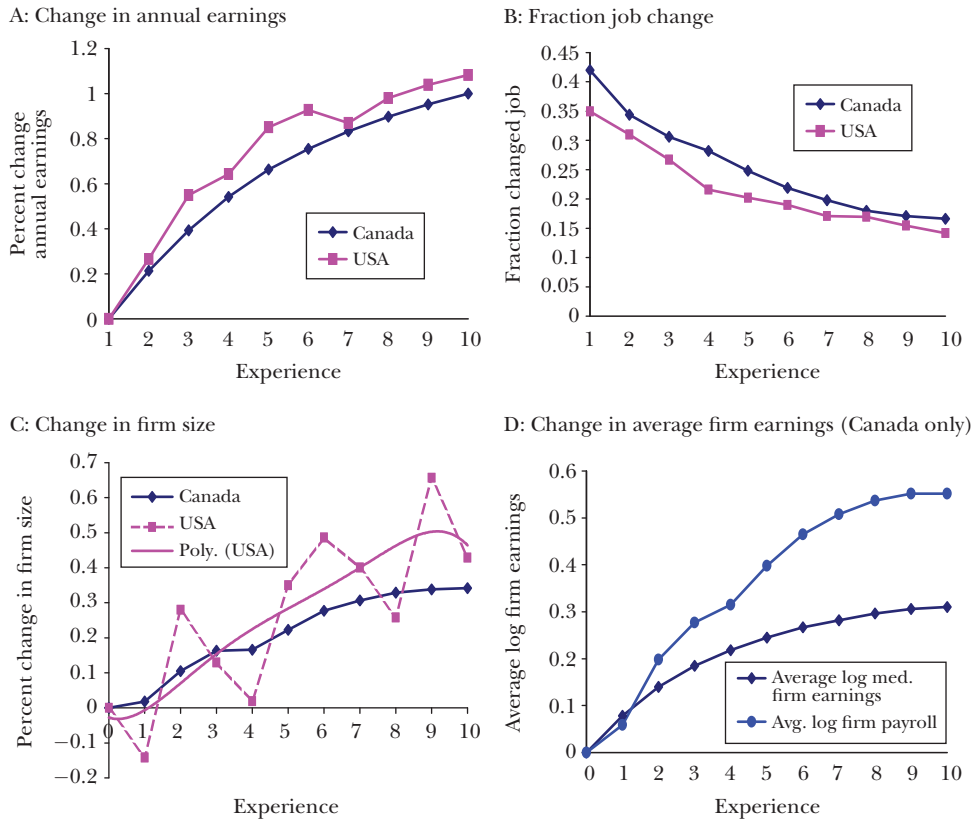 A: Change in annual earnings
Percent change
annual earnings
1.2
1
0.8
0.6
0.4
0.2
0
Canada
USA
1 2 3 4 5 6 7 8 9 10
Experience
B: Fraction job change
Fraction changed job
0.45
0.4
0.35
0.3
0.25
0.2
0.15
0.1
0.05
0
Canada
USA
1 2 3 4 5 6 7 8 9 10
Experience
C: Change in firm size
Percent change in firm size
0.7
0.6
0.5
0.4
0.3
0.2
0.1
0
−0.1
−0.2
Canada
USA
Poly. (USA)
0 1 2 3 4 5 6 7 8 9 10
Experience
D: Change in average firm earnings (Canada only)
Average log firm earnings
0.6
0.5
0.3
0.3
0.2
0.1
0
Average log med.
firm earnings
Avg. log firm payroll
0 1 2 3 4 5 6 7 8 9 10
Experience